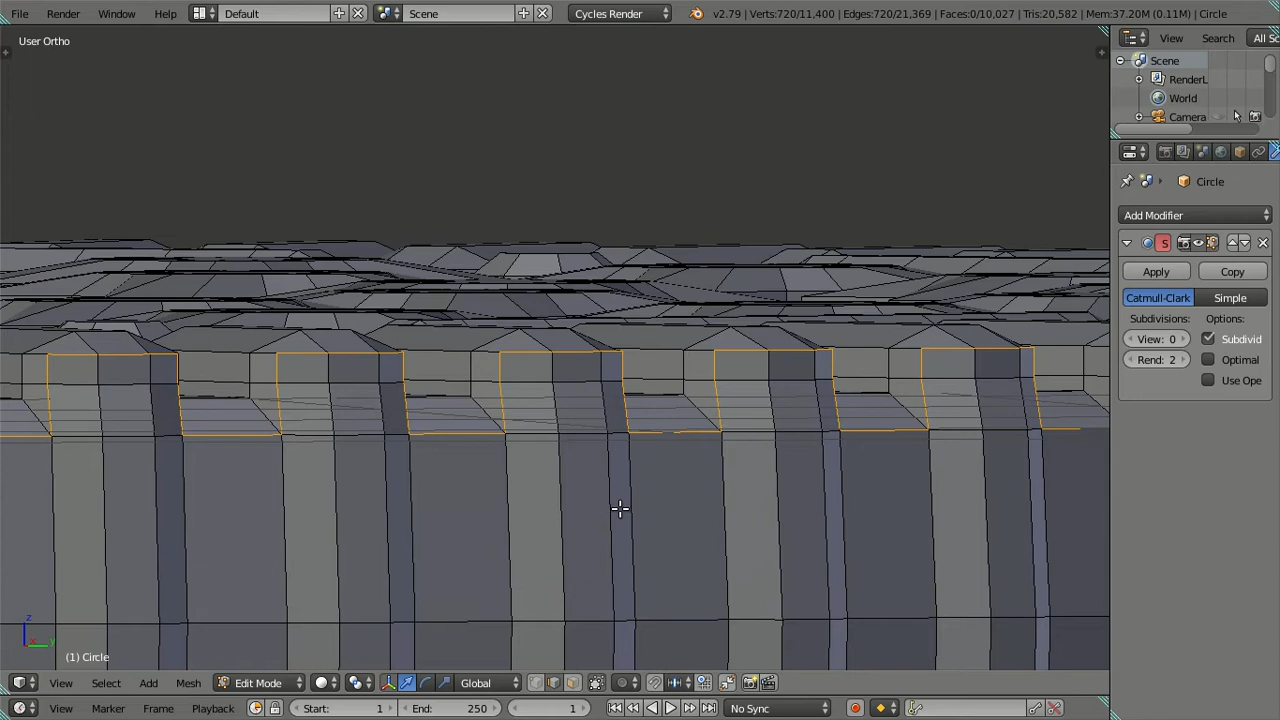 File Render Window Help Default Scene Cycles Render v2.79 | Verts:720/11,400 | Edges:720/21,369 | Faces:0/10,027 | Tris:20,582 | Mem:37.20M (0.11M) | Circle
User Ortho
View Search All Sc
Scene
RenderL
World
Camera
Circle
Add Modifier
S
Apply Copy
Catmull-Clark Simple
Subdivisions: Options:
View: 0 Subdivid
Rend: 2 Optimal
Use Ope
z
x y
(1) Circle
View Select Add Mesh Edit Mode Global
View Marker Frame Playback Start: 1 End: 250 1 No Sync